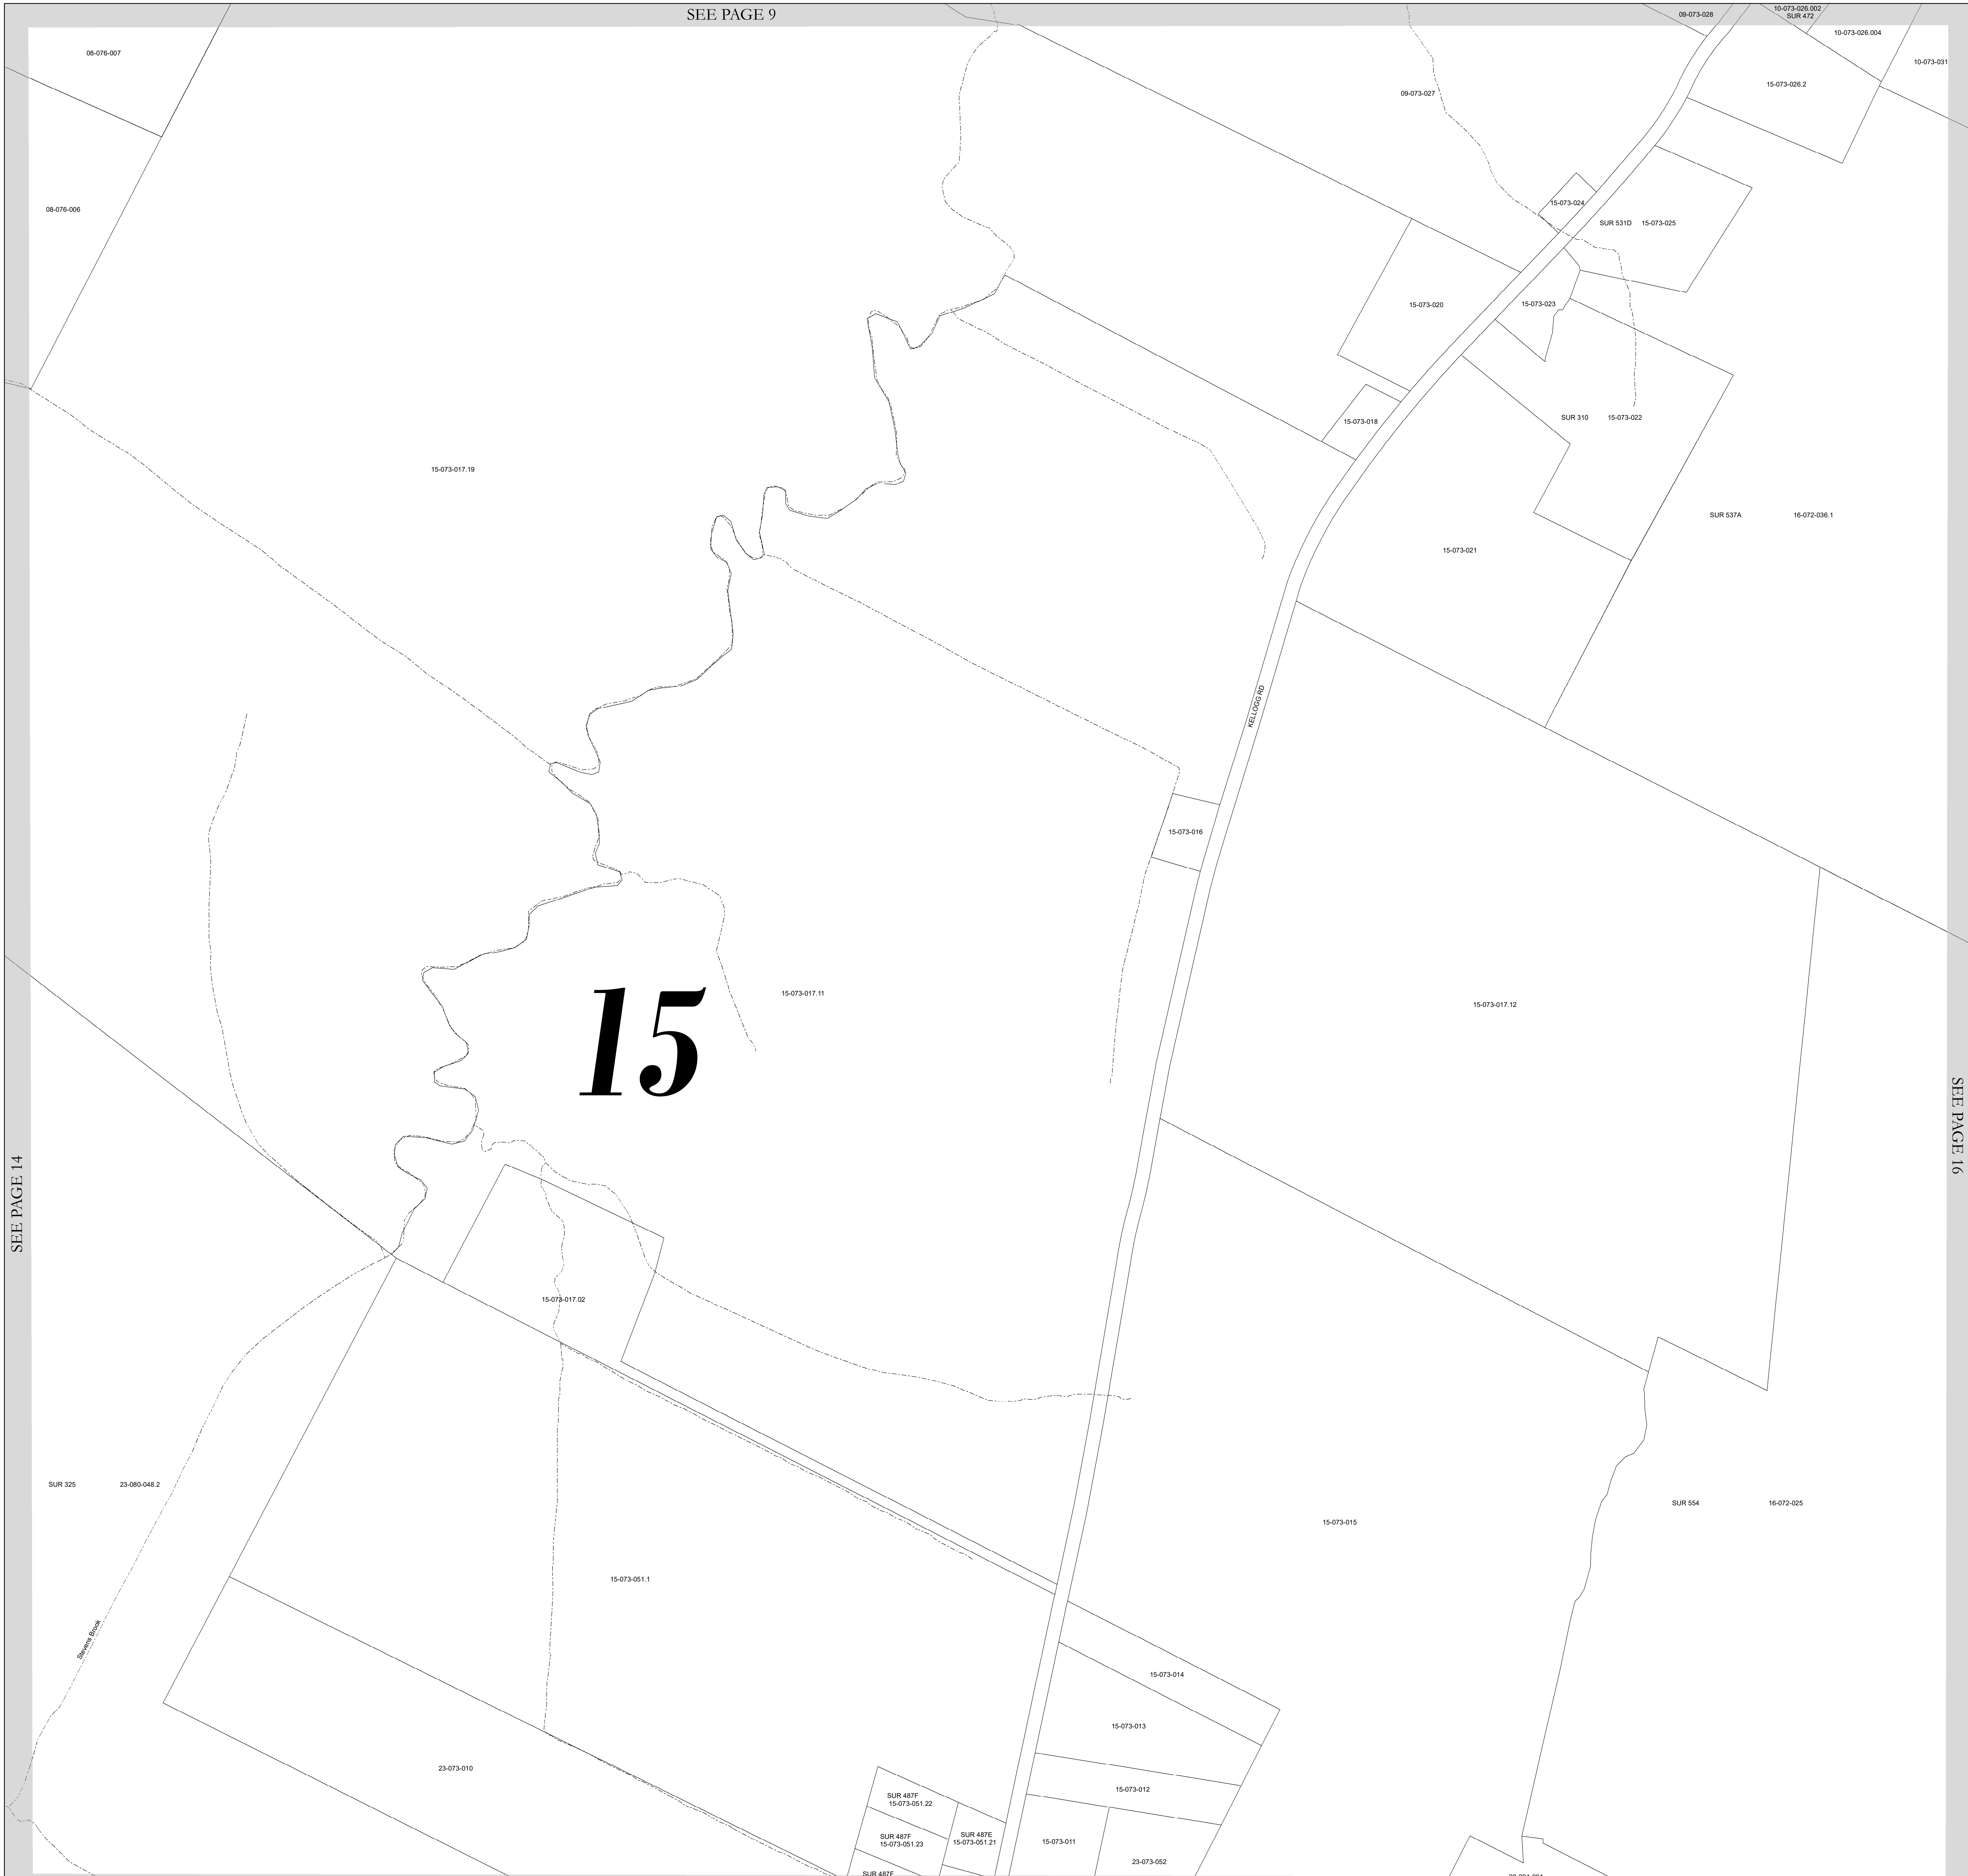 SEE PAGE 9
09-073-028
10-073-026.002
SUR 472
10-073-026.004
08-076-007
10-073-031
15-073-026.2
09-073-027
15-073-024
08-076-006
SUR 531D 15-073-025
15-073-020
15-073-023
SUR 310 15-073-022
15-073-018
15-073-017.19
SUR 537A 16-072-036.1
15-073-021
KELLOGG RD
15-073-016
15-073-017.11
15-073-017.12
15
SEE PAGE 14
SEE PAGE 16
15-073-017.02
SUR 325 23-080-048.2
SUR 554 16-072-025
15-073-015
15-073-051.1
Stevens Brook
15-073-014
15-073-013
23-073-010
15-073-012
SUR 487F
15-073-051.22
SUR 487F
15-073-051.23
SUR 487E
15-073-051.21
15-073-011
23-073-052
SUR 487F